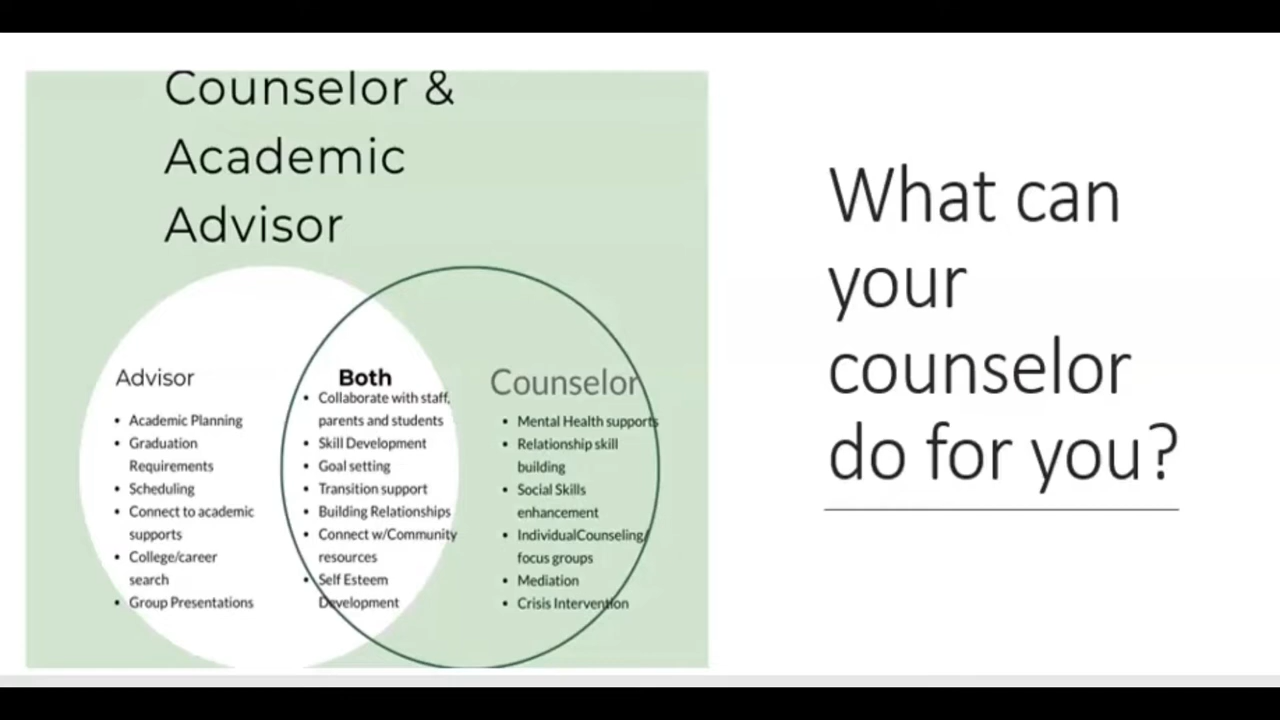 Counselor &
Academic
Advisor
Advisor
• Academic Planning
• Graduation
Requirements
• Scheduling
• Connect to academic
supports
• College/career
search
• Group Presentations
Both
• Collaborate with staff,
parents and students
• Skill Development
• Goal setting
• Transition support
• Building Relationships
• Connect w/Community
resources
• Self Esteem
Development
Counselor
• Mental Health supports
• Relationship skill
building
• Social Skills
enhancement
• IndividualCounseling/
focus groups
• Mediation
• Crisis Intervention
What can
your
counselor
do for you?